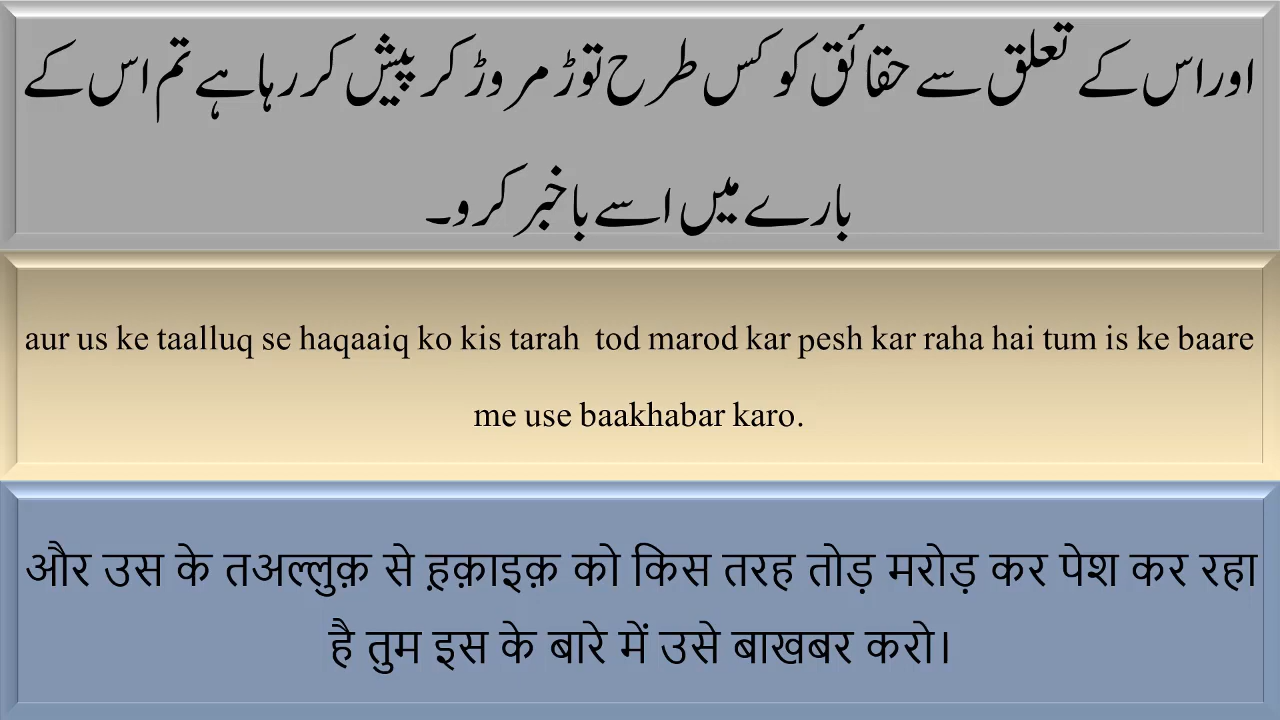 اور اس کے تعلق سے حقائق کو کس طرح توڑ مروڑ کر پیش کر رہا ہے تم اس کے
بارے میں اسے باخبر کرو۔
aur us ke taalluq se haqaaiq ko kis tarah  tod marod kar pesh kar raha hai tum is ke baare
me use baakhabar karo.
और उस के तअल्लुक़ से ह़क़ाइक़ को किस तरह तोड़ मरोड़ कर पेश कर रहा
है तुम इस के बारे में उसे बाखबर करो।